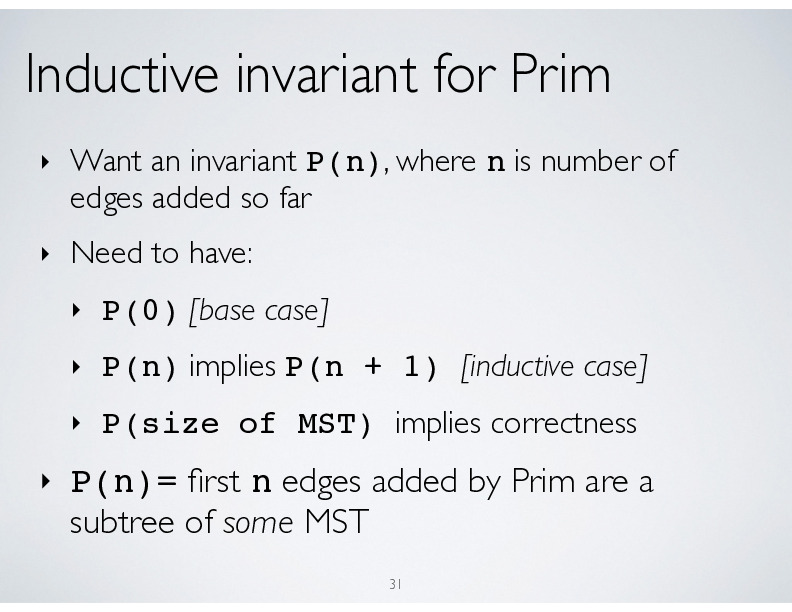 Inductive invariant for Prim
‣ Want an invariant P(n), where n is number of
edges added so far
‣ Need to have:
‣ P(0) [base case]
‣ P(n) implies P(n + 1) [inductive case]
‣ P(size of MST) implies correctness
‣ P(n)= first n edges added by Prim are a
subtree of some MST
31